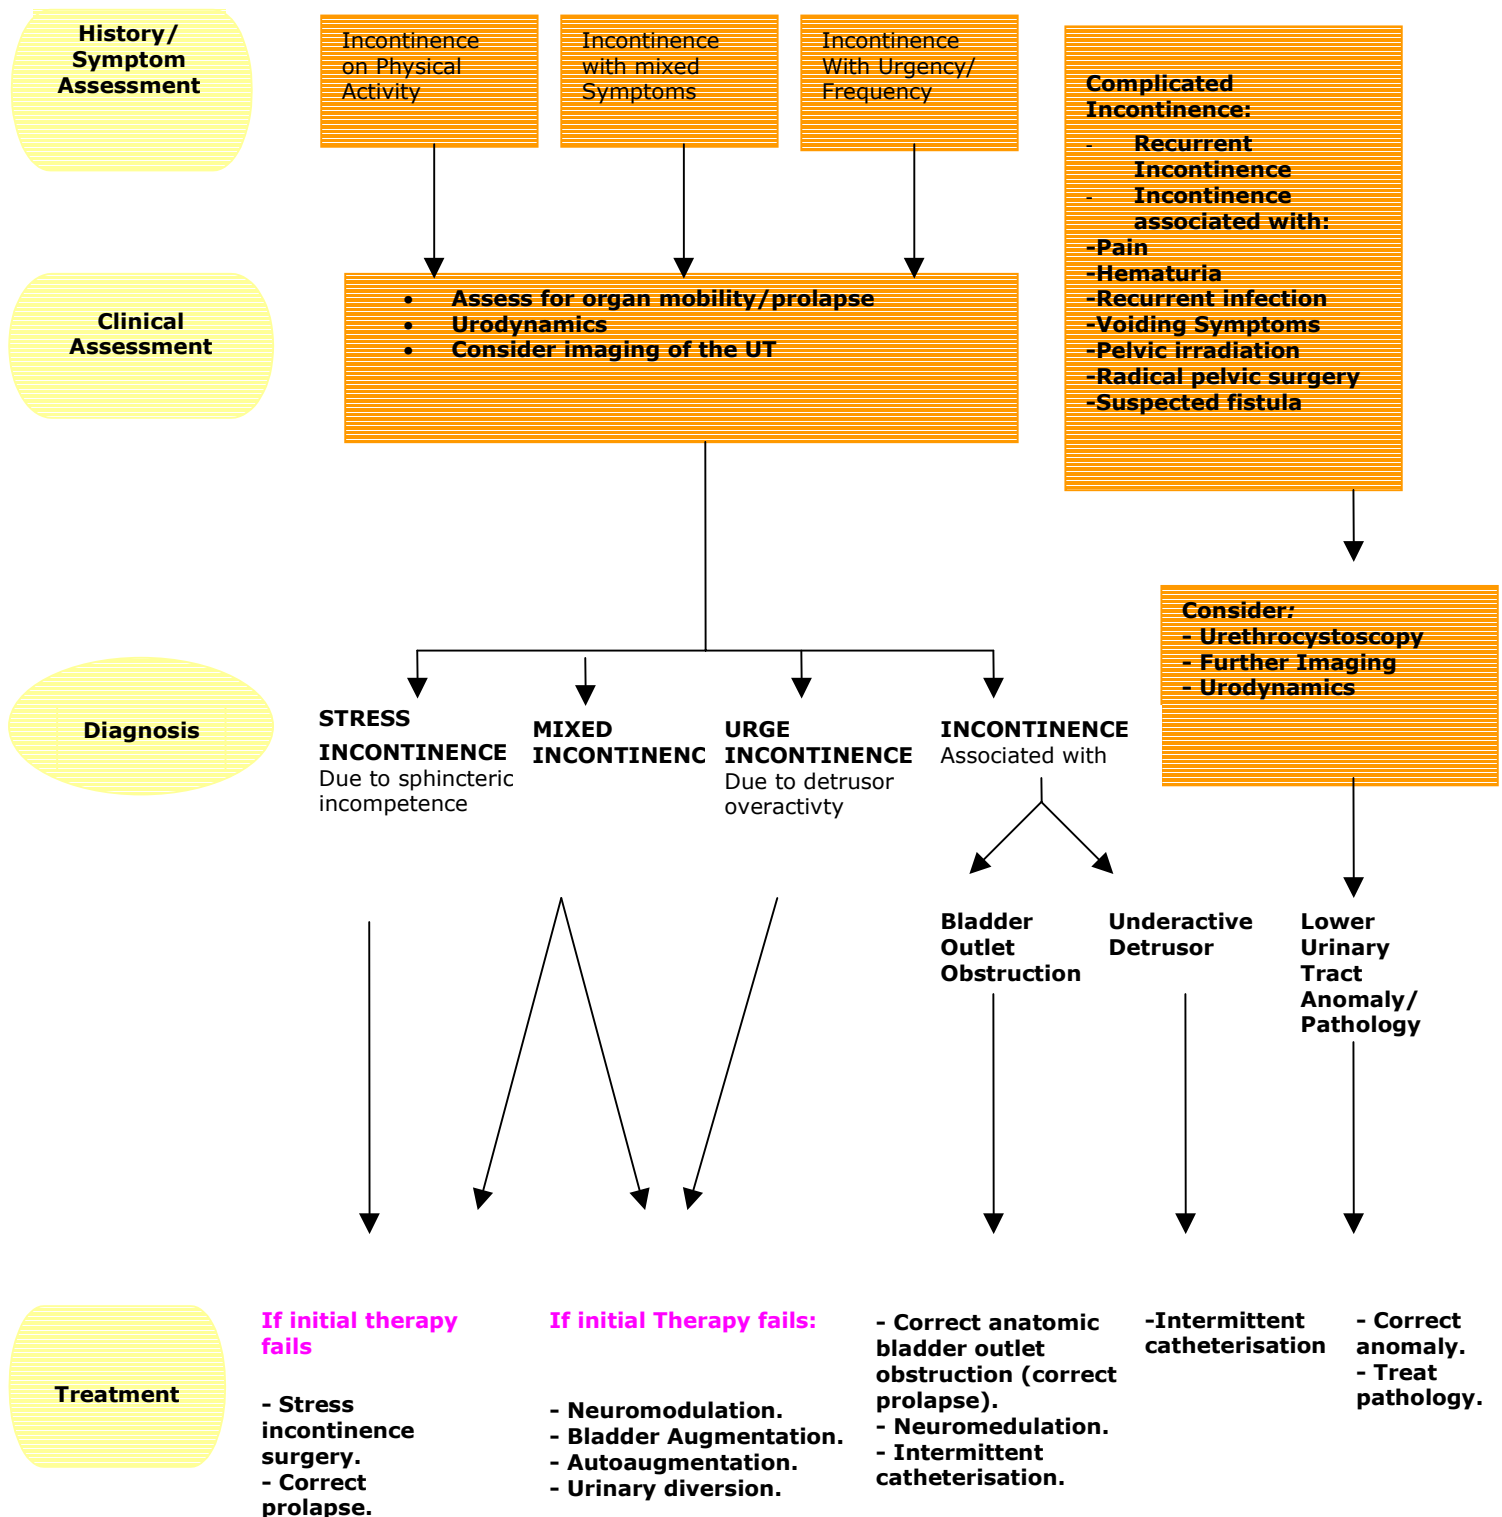 History/
Symptom
Assessment
Incontinence
on Physical
Activity
Incontinence
with mixed
Symptoms
Incontinence
With Urgency/
Frequency
Complicated
Incontinence:
- Recurrent
Incontinence
- Incontinence
associated with:
-Pain
-Hematuria
-Recurrent infection
-Voiding Symptoms
-Pelvic irradiation
-Radical pelvic surgery
-Suspected fistula
Clinical
Assessment
• Assess for organ mobility/prolapse
• Urodynamics
• Consider imaging of the UT
Consider:
- Urethrocystoscopy
- Further Imaging
- Urodynamics
Diagnosis
STRESS
INCONTINENCE
Due to sphincteric
incompetence
MIXED
INCONTINENC
URGE
INCONTINENCE
Due to detrusor
overactivty
INCONTINENCE
Associated with
Bladder
Outlet
Obstruction
Underactive
Detrusor
Lower
Urinary
Tract
Anomaly/
Pathology
Treatment
If initial therapy
fails
- Stress
incontinence
surgery.
- Correct
prolapse.
If initial Therapy fails:
- Neuromodulation.
- Bladder Augmentation.
- Autoaugmentation.
- Urinary diversion.
- Correct anatomic
bladder outlet
obstruction (correct
prolapse).
- Neuromedulation.
- Intermittent
catheterisation.
-Intermittent
catheterisation
- Correct
anomaly.
- Treat
pathology.